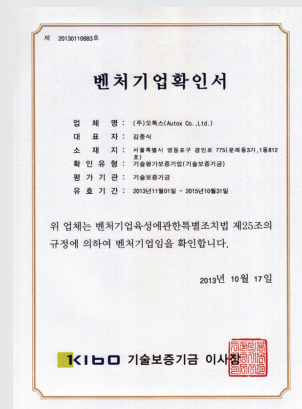 제 20130110683호
벤처기업확인서
업 체 명 : (주)오톡스(Autox Co.,Ltd.)
대 표 자 : 김중식
소 재 지 : 서울특별시 영등포구 경인로 775(문래동3가,1동812
호)
확 인 유 형 : 기술평가보증기업(기술보증기금)
평 가 기 관 : 기술보증기금
유 효 기 간 : 2013년11월01일 ~ 2015년10월31일
위 업체는 벤처기업육성에관한특별조치법 제25조의
규정에 의하여 벤처기업임을 확인합니다.
2013년 10월 17일
KIBO 기술보증기금 이사장